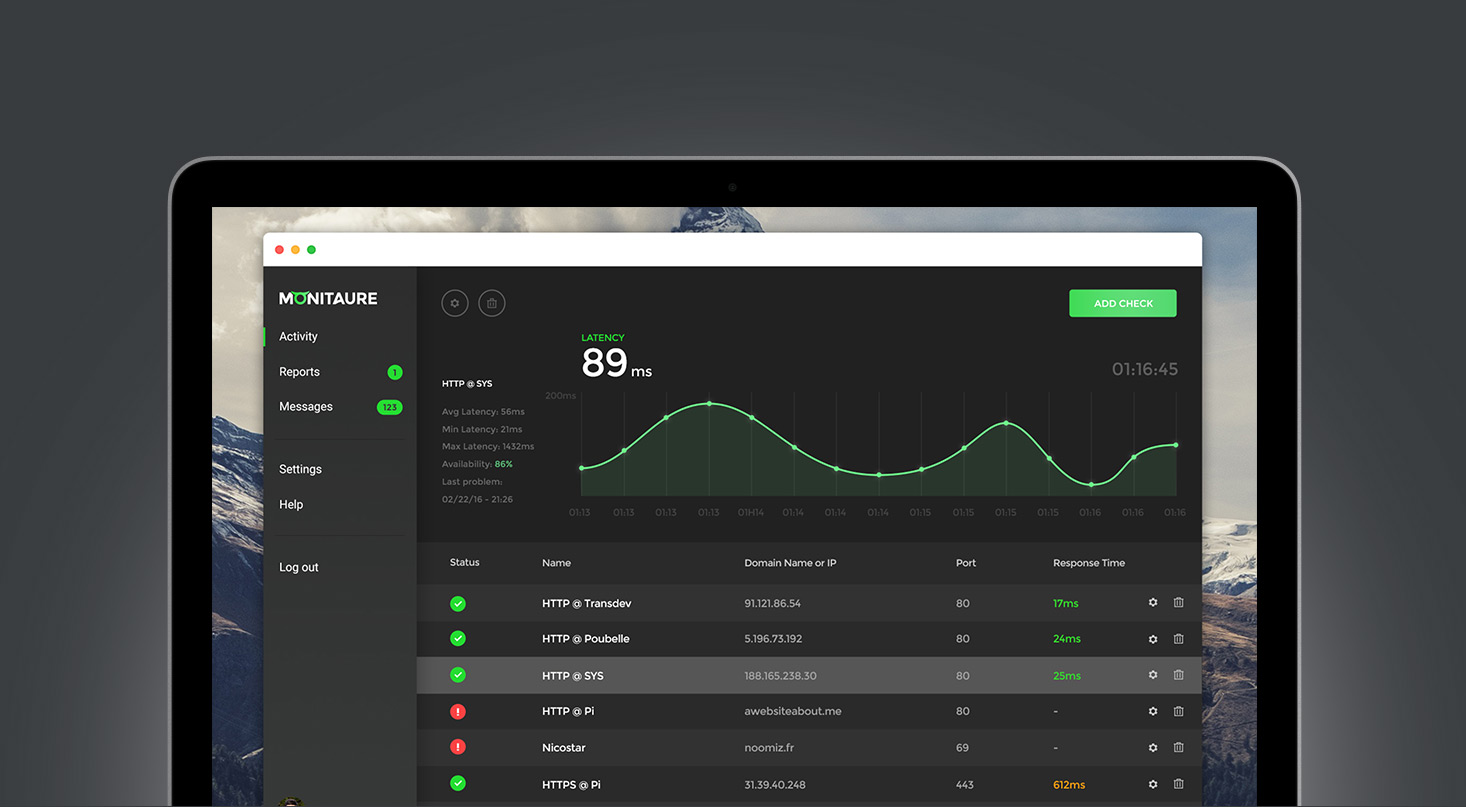 MONITAURE
Activity
Reports 1
Messages 123
Settings
Help
Log out
ADD CHECK
LATENCY
89 ms
01:16:45
HTTP @ SYS
Avg Latency: 56ms
Min Latency: 21ms
Max Latency: 1432ms
Availability: 86%
Last problem:
02/22/16 - 21:26
200ms
01:13 01:13 01:13 01:13 01H14 01:14 01:14 01:14 01:15 01:15 01:15 01:15 01:16 01:16 01:16
Status Name Domain Name or IP Port Response Time
HTTP @ Transdev 91.121.86.54 80 17ms
HTTP @ Poubelle 5.196.73.192 80 24ms
HTTP @ SYS 188.165.238.30 80 25ms
HTTP @ Pi awebsiteabout.me 80 -
Nicostar noomiz.fr 69 -
HTTPS @ Pi 31.39.40.248 443 612ms